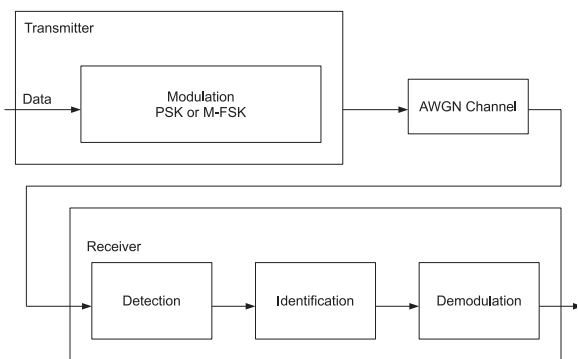 Transmitter
Data
Modulation
PSK or M-FSK
AWGN Channel
Receiver
Detection
Identification
Demodulation